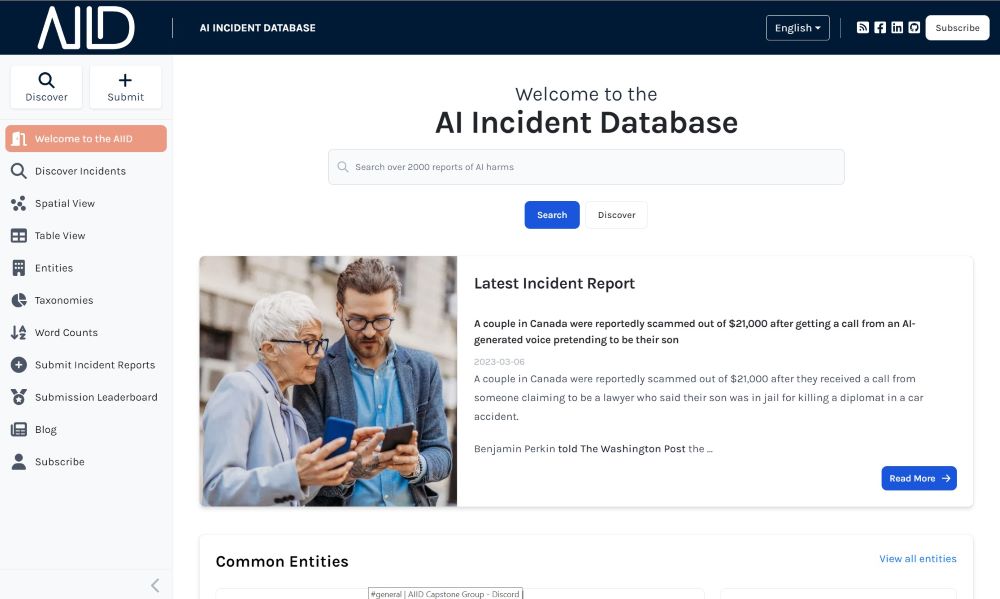 AIID
AI INCIDENT DATABASE
English
Subscribe
Discover
Submit
Welcome to the AIID
Discover Incidents
Spatial View
Table View
Entities
Taxonomies
Word Counts
Submit Incident Reports
Submission Leaderboard
Blog
Subscribe
Welcome to the
AI Incident Database
Search over 2000 reports of AI harms
Search
Discover
Latest Incident Report
A couple in Canada were reportedly scammed out of $21,000 after getting a call from an AI-
generated voice pretending to be their son
2023-03-06
A couple in Canada were reportedly scammed out of $21,000 after they received a call from
someone claiming to be a lawyer who said their son was in jail for killing a diplomat in a car
accident.
Benjamin Perkin told The Washington Post the ...
Read More
Common Entities
View all entities
#general | AIID Capstone Group - Discord